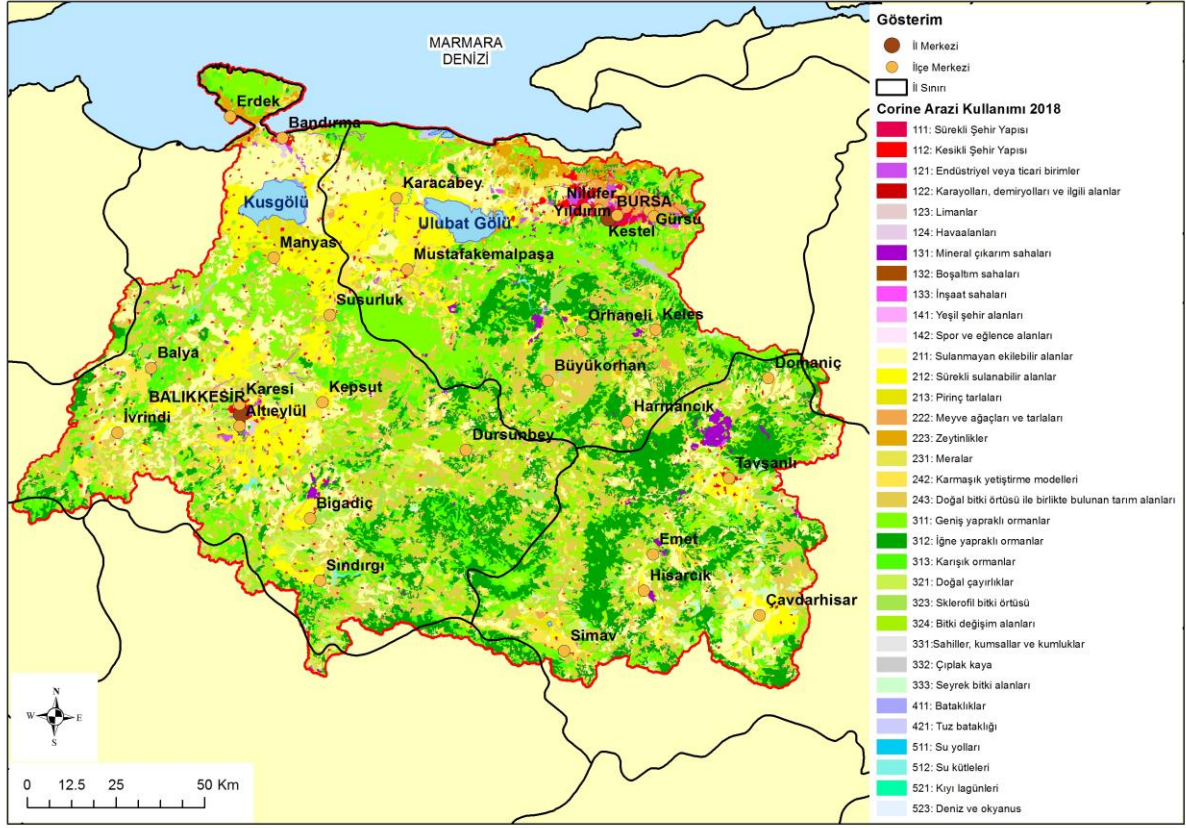 MARMARA
DENİZİ
Erdek
Bandırma
Karacabey
Kusgölü
Ulubat Gölü
Nilüfer
BURSA
Yıldırım
Gürsu
Kestel
Manyas
Mustafakemalpaşa
Susurluk
Orhaneli
Keles
Balya
Büyükorhan
Domaniç
Karesi
Kepsut
BALIKKESİR
Altıeylül
İvrindi
Harmancık
Dursunbey
Tavşanlı
Bigadiç
Emet
Sındırgı
Hisarcık
Çavdarhisar
Simav
N
W
E
S
0 12.5 25 50 Km
Gösterim
İl Merkezi
İlçe Merkezi
İl Sınırı
Corine Arazi Kullanımı 2018
111: Sürekli Şehir Yapısı
112: Kesikli Şehir Yapısı
121: Endüstriyel veya ticari birimler
122: Karayolları, demiryolları ve ilgili alanlar
123: Limanlar
124: Havaalanları
131: Mineral çıkarım sahaları
132: Boşaltım sahaları
133: İnşaat sahaları
141: Yeşil şehir alanları
142: Spor ve eğlence alanları
211: Sulanmayan ekilebilir alanlar
212: Sürekli sulanabilir alanlar
213: Pirinç tarlaları
222: Meyve ağaçları ve tarlaları
223: Zeytinlikler
231: Meralar
242: Karmaşık yetiştirme modelleri
243: Doğal bitki örtüsü ile birlikte bulunan tarım alanları
311: Geniş yapraklı ormanlar
312: İğne yapraklı ormanlar
313: Karışık ormanlar
321: Doğal çayırlıklar
323: Sklerofil bitki örtüsü
324: Bitki değişim alanları
331:Sahiller, kumsallar ve kumluklar
332: Çıplak kaya
333: Seyrek bitki alanları
411: Bataklıklar
421: Tuz bataklığı
511: Su yolları
512: Su kütleleri
521: Kıyı lagünleri
523: Deniz ve okyanus